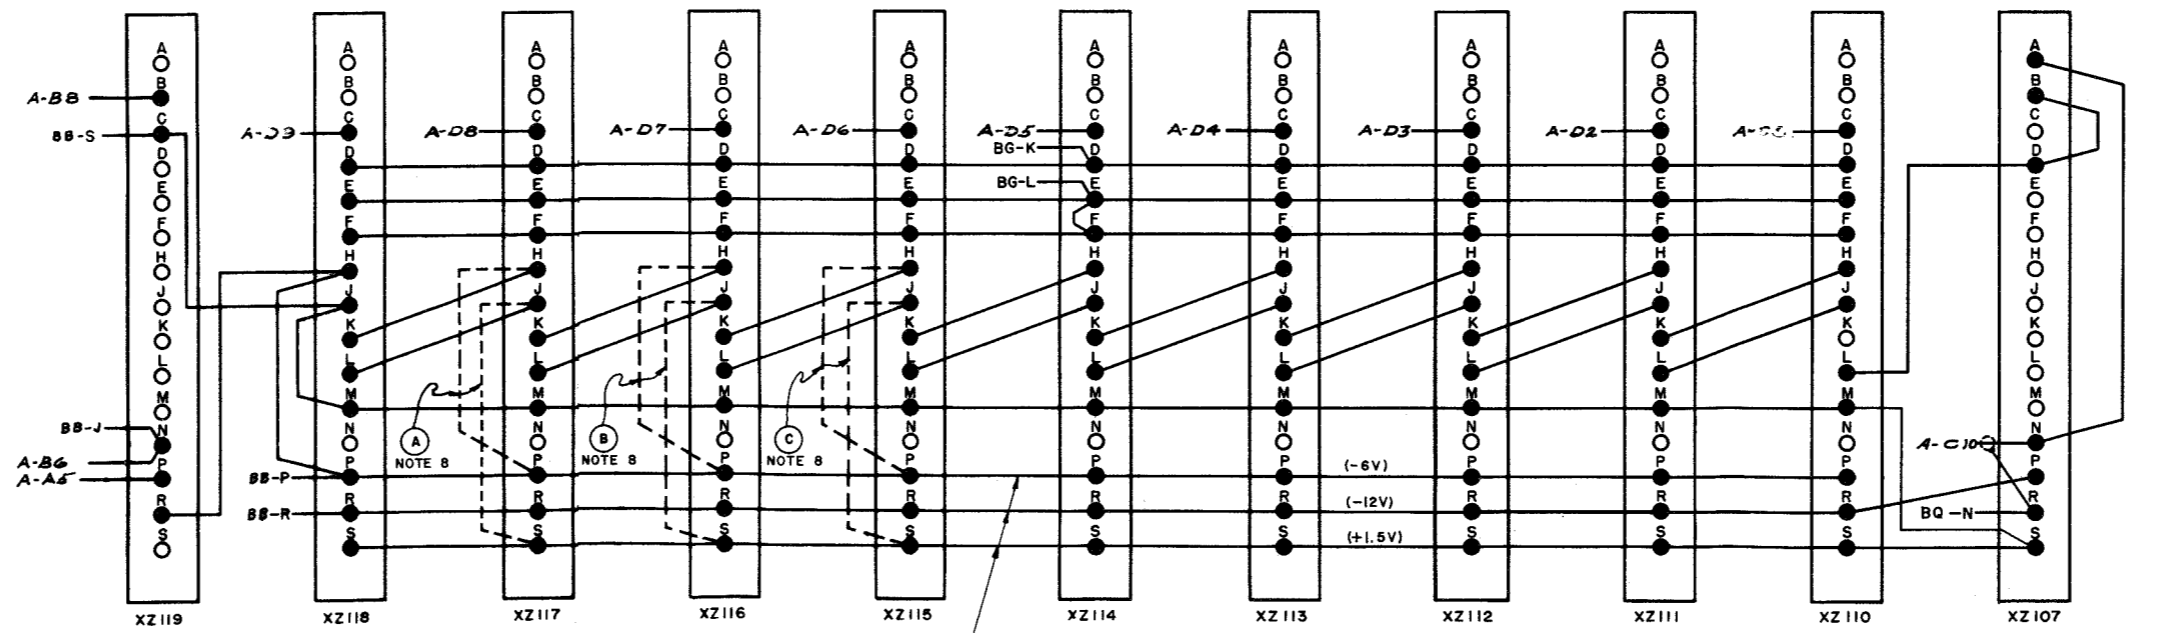 A A A A A A A A A A A
B B B B B B B B B B B
A-B8
C C C C C C C C C C C
BB-S A-D9 A-D8 A-D7 A-D6 A-D5 A-D4 A-D3 A-D2
BG-K
D D D D D D D D D D D
BG-L
E E E E E E E E E E E
F F F F F F F F F F F
H H H H H H H H H H H
J J J J J J J J J J J
K K K K K K K K K K K
L L L L L L L L L L L
M M M M M M M M M M M
N N N N N N N N N N N
BB-J A B C A-C10
NOTE 8 NOTE 8 NOTE 8
A-B6
P P P P P P P P P P P
A-A5 BB-P (-6V)
R R R R R R R R R R R
BB-R (-12V) BQ-N
S S S S S S S S S S S
(+1.5V)
XZ119 XZ118 XZ117 XZ116 XZ115 XZ114 XZ113 XZ112 XZ111 XZ110 XZ107